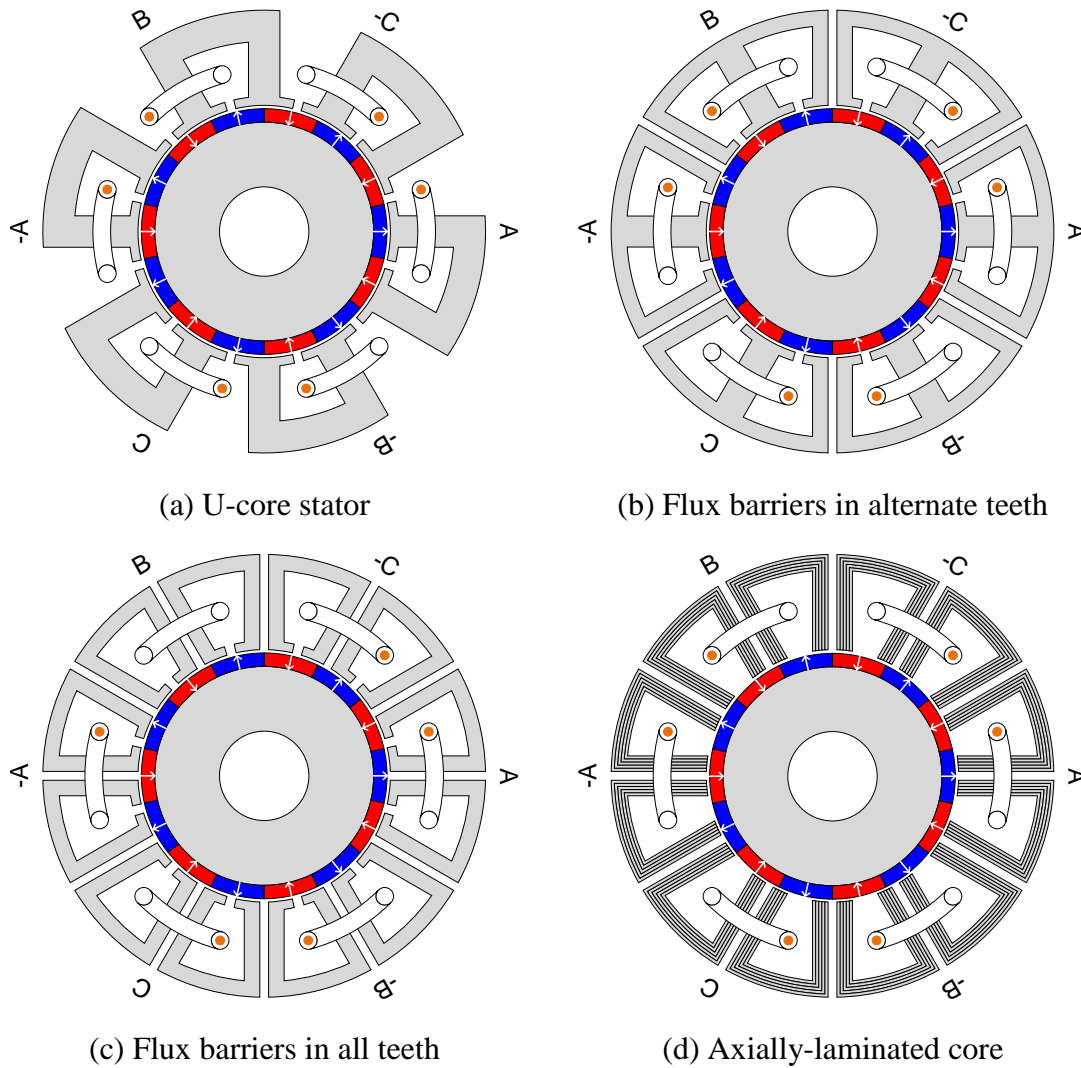 B
-C
-A
A
C
-B
(a) U-core stator
B
-C
-A
A
C
-B
(b) Flux barriers in alternate teeth
B
-C
-A
A
C
-B
(c) Flux barriers in all teeth
B
-C
-A
A
C
-B
(d) Axially-laminated core